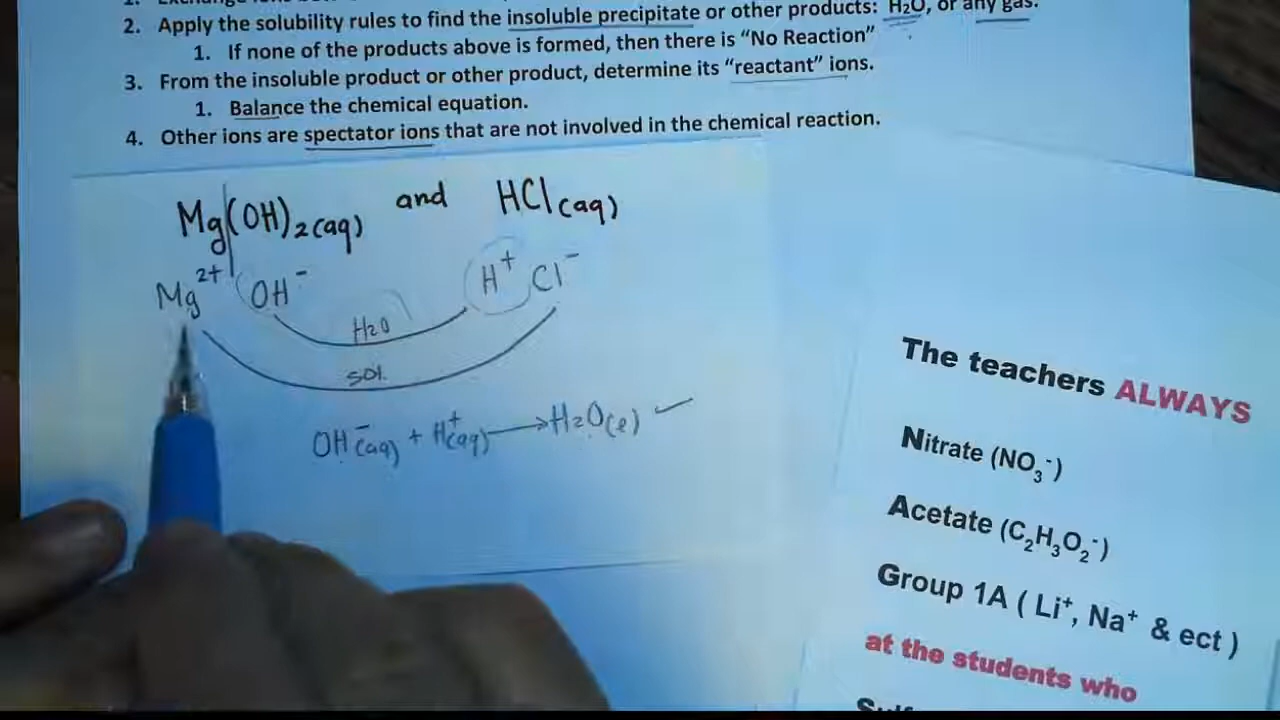 2. Apply the solubility rules to find the insoluble precipitate or other products: H₂O, or any gas.
1. If none of the products above is formed, then there is “No Reaction”
3. From the insoluble product or other product, determine its “reactant” ions.
1. Balance the chemical equation.
4. Other ions are spectator ions that are not involved in the chemical reaction.
Mg(OH)₂(aq) and HCl(aq)
Mg²⁺ OH⁻ H⁺ Cl⁻
H₂O
sol.
OH⁻(aq) + H⁺(aq) → H₂O(l) ✓
The teachers ALWAYS
Nitrate (NO₃⁻)
Acetate (C₂H₃O₂⁻)
Group 1A ( Li⁺, Na⁺ & ect )
at the students who